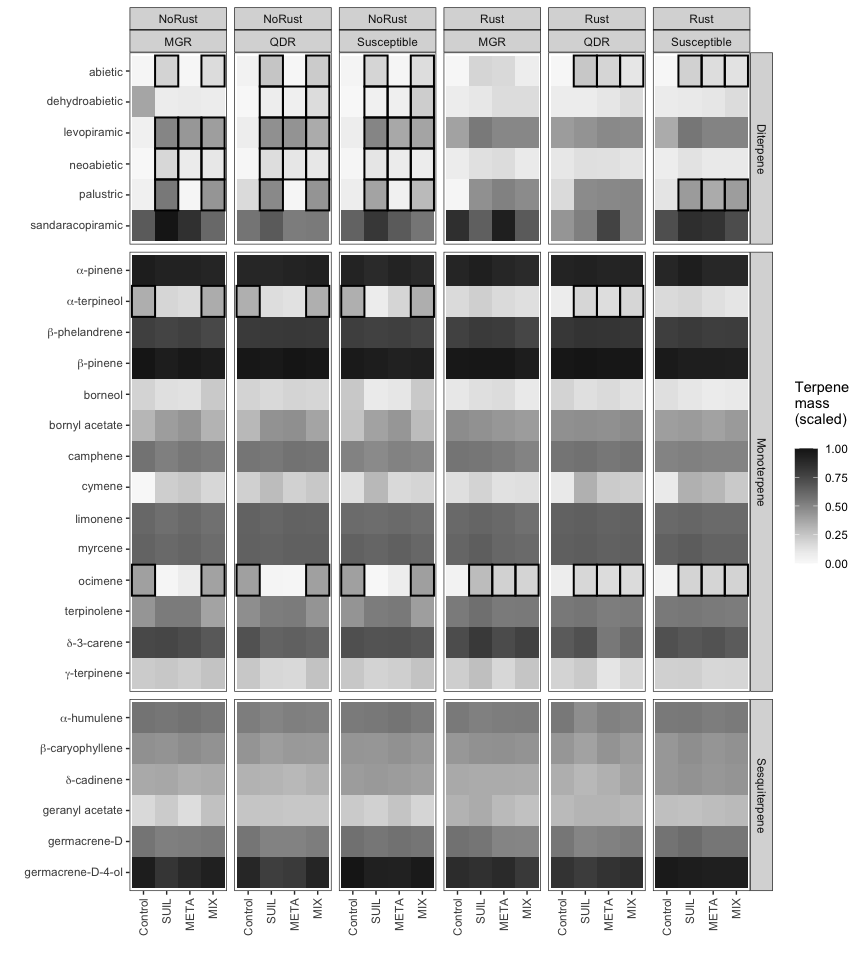 NoRust NoRust NoRust Rust Rust Rust
MGR QDR Susceptible MGR QDR Susceptible
abietic
dehydroabietic
levopiramic
neoabietic
palustric
sandaracopiramic
Diterpene
α-pinene
α-terpineol
β-phelandrene
β-pinene
borneol
bornyl acetate
camphene
cymene
limonene
myrcene
ocimene
terpinolene
δ-3-carene
γ-terpinene
Monoterpene
α-humulene
β-caryophyllene
δ-cadinene
geranyl acetate
germacrene-D
germacrene-D-4-ol
Sesquiterpene
Control SUIL META MIX Control SUIL META MIX Control SUIL META MIX Control SUIL META MIX Control SUIL META MIX Control SUIL META MIX
Terpene
mass
(scaled)
1.00
0.75
0.50
0.25
0.00